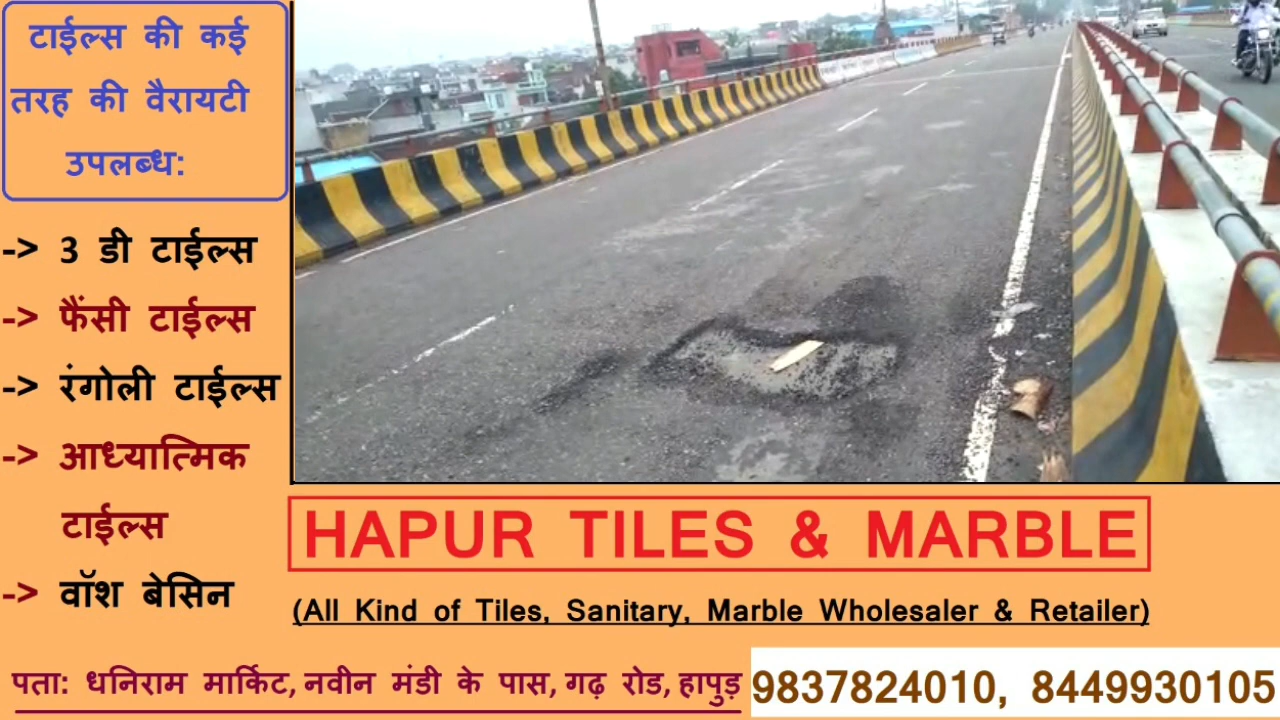 टाईल्स की कई
तरह की वैरायटी
उपलब्ध:
-> 3 डी टाईल्स
-> फैंसी टाईल्स
-> रंगोली टाईल्स
-> आध्यात्मिक
टाईल्स
-> वॉश बेसिन
HAPUR TILES & MARBLE
(All Kind of Tiles, Sanitary, Marble Wholesaler & Retailer)
पता: धनिराम मार्किट, नवीन मंडी के पास, गढ़ रोड, हापुड़ 9837824010, 8449930105